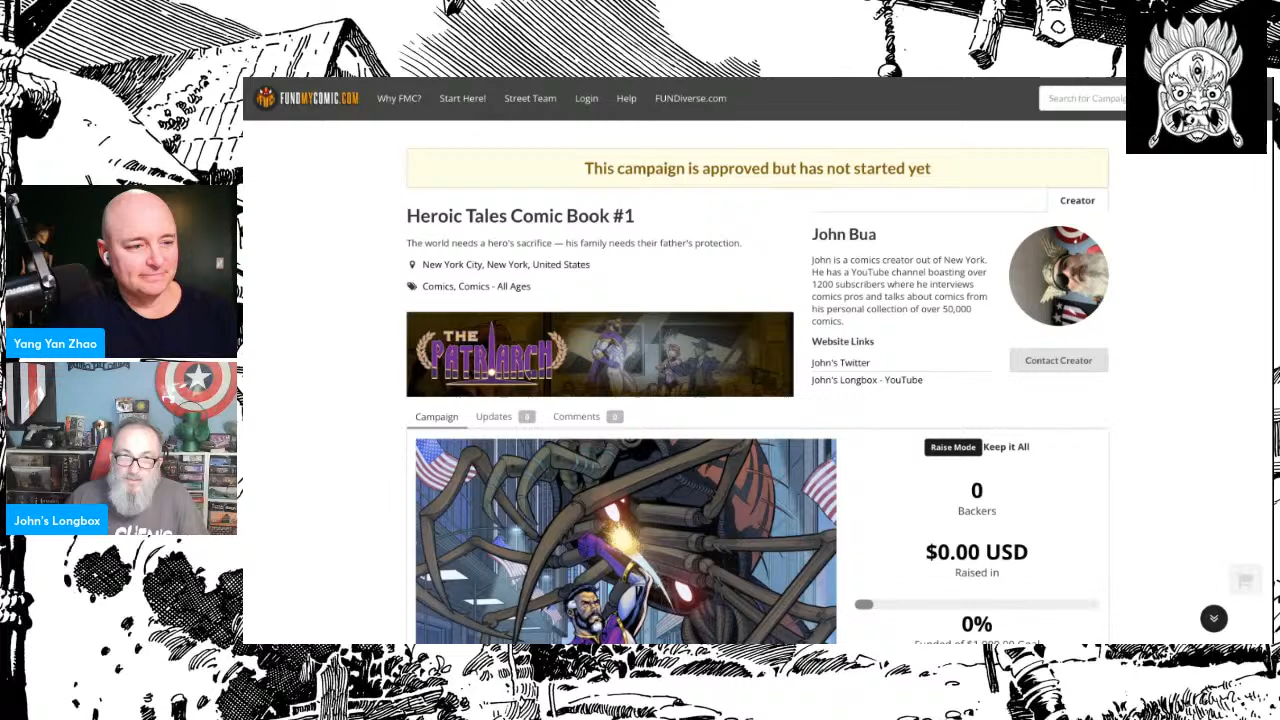 FUNDMYCOMIC.COM
Why FMC?
Start Here!
Street Team
Login
Help
FUNDiverse.com
Search for Campaig
This campaign is approved but has not started yet
Creator
Heroic Tales Comic Book #1
The world needs a hero's sacrifice — his family needs their father's protection.
New York City, New York, United States
Comics, Comics - All Ages
John Bua
John is a comics creator out of New York.
He has a YouTube channel boasting over
1200 subscribers where he interviews
comics pros and talks about comics from
his personal collection of over 50,000
comics.
Website Links
John's Twitter
John's Longbox - YouTube
Contact Creator
THE
PATRIARCH
Campaign
Updates 0
Comments 0
Raise Mode Keep it All
0
Backers
$0.00 USD
Raised in
0%
Yang Yan Zhao
John's Longbox